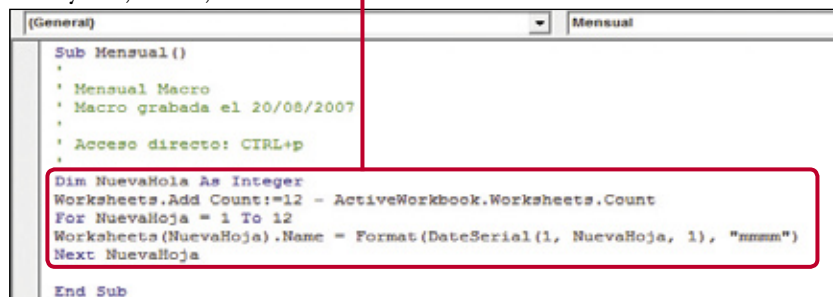 (General) Mensual
Sub Mensual()
'
' Mensual Macro
' Macro grabada el 20/08/2007
'
' Acceso directo: CTRL+p
'
Dim NuevaHola As Integer
Worksheets.Add Count:=12 - ActiveWorkbook.Worksheets.Count
For NuevaHoja = 1 To 12
Worksheets(NuevaHoja).Name = Format(DateSerial(1, NuevaHoja, 1), "mmmm")
Next NuevaHoja
End Sub